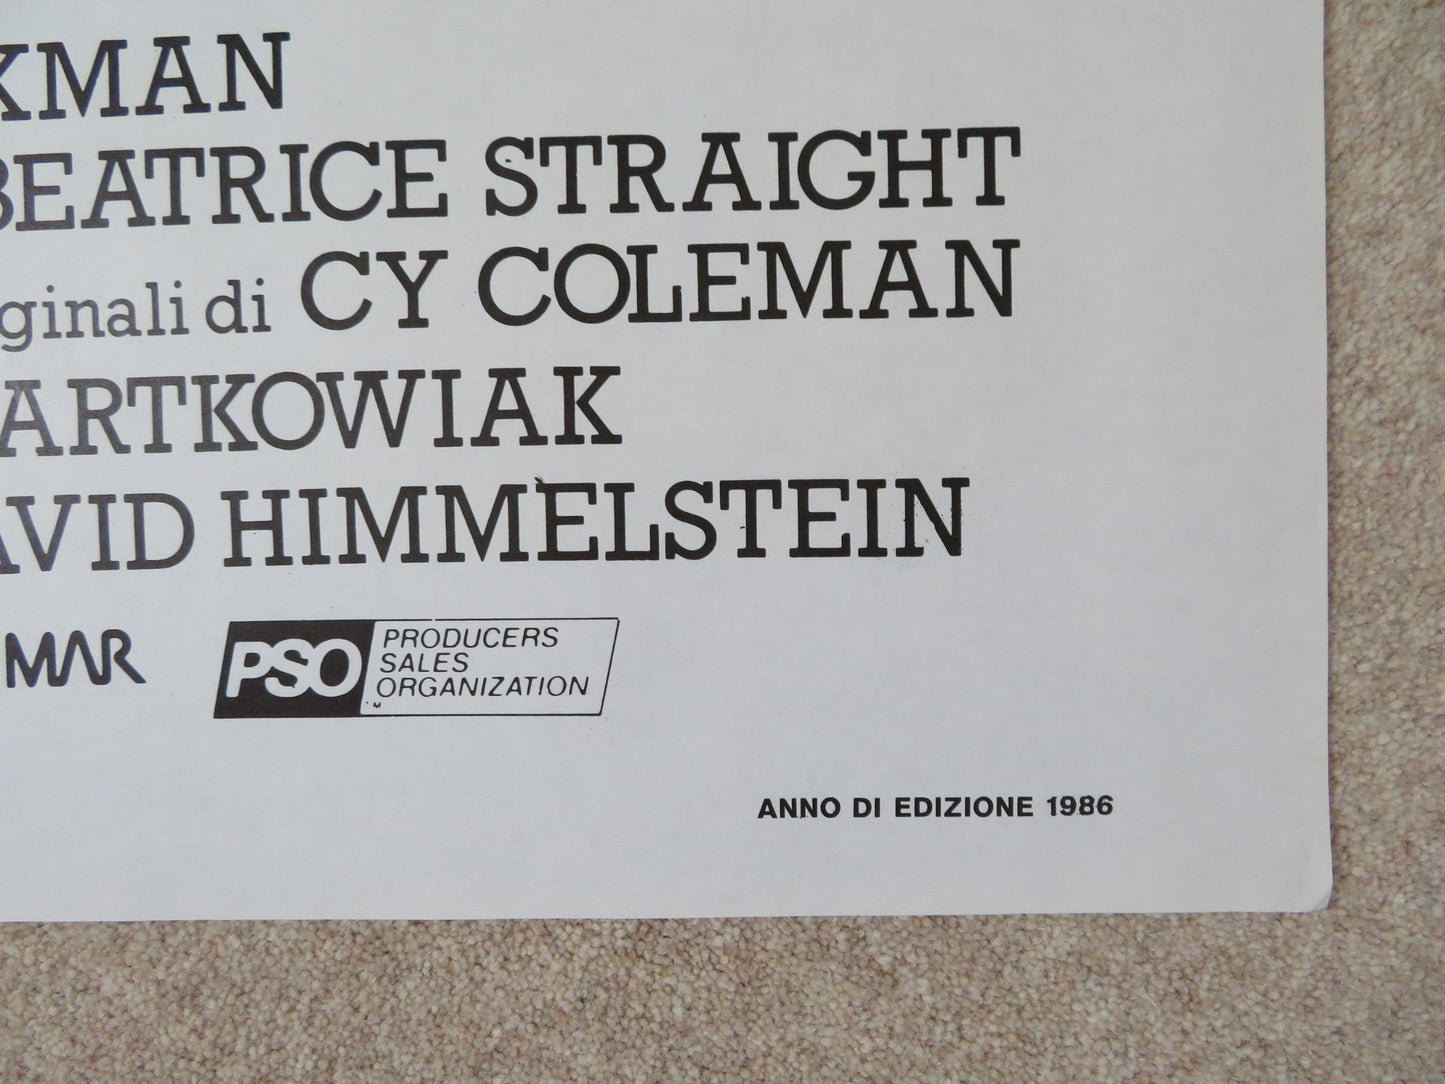 KMAN
BEATRICE STRAIGHT
ginali di CY COLEMAN
ARTKOWIAK
AVID HIMMELSTEIN
MAR
PSO PRODUCERS
SALES
ORGANIZATION
ANNO DI EDIZIONE 1986